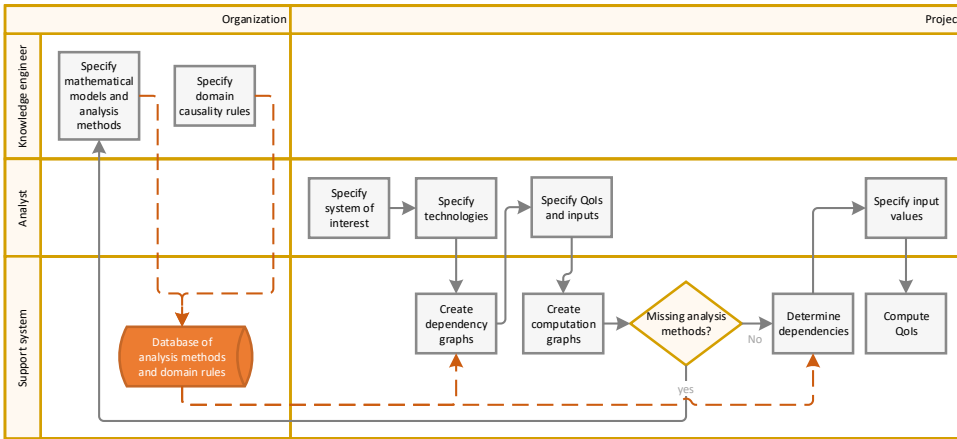 Organization
Projec
Knowledge engineer
Specify
mathematical
models and
analysis
methods
Specify
domain
causality rules
Analyst
Specify
system of
interest
Specify
technologies
Specify QoIs
and inputs
Specify input
values
Support system
Database of
analysis methods
and domain rules
Create
dependency
graphs
Create
computation
graphs
Missing analysis
methods?
No
yes
Determine
dependencies
Compute
QoIs